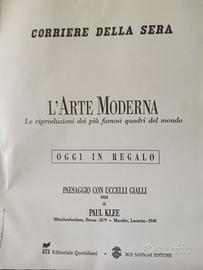 CORRIERE DELLA SERA
L'ARTE MODERNA
Le riproduzioni dei più famosi quadri del mondo
OGGI IN REGALO
PAESAGGIO CON UCCELLI GIALLI
1923
di
PAUL KLEE
Münchenbuchsee, Berna - 1879 • Muralto, Locarno - 1940
Editoriale Quotidiani
RCS SANSONI EDITORE